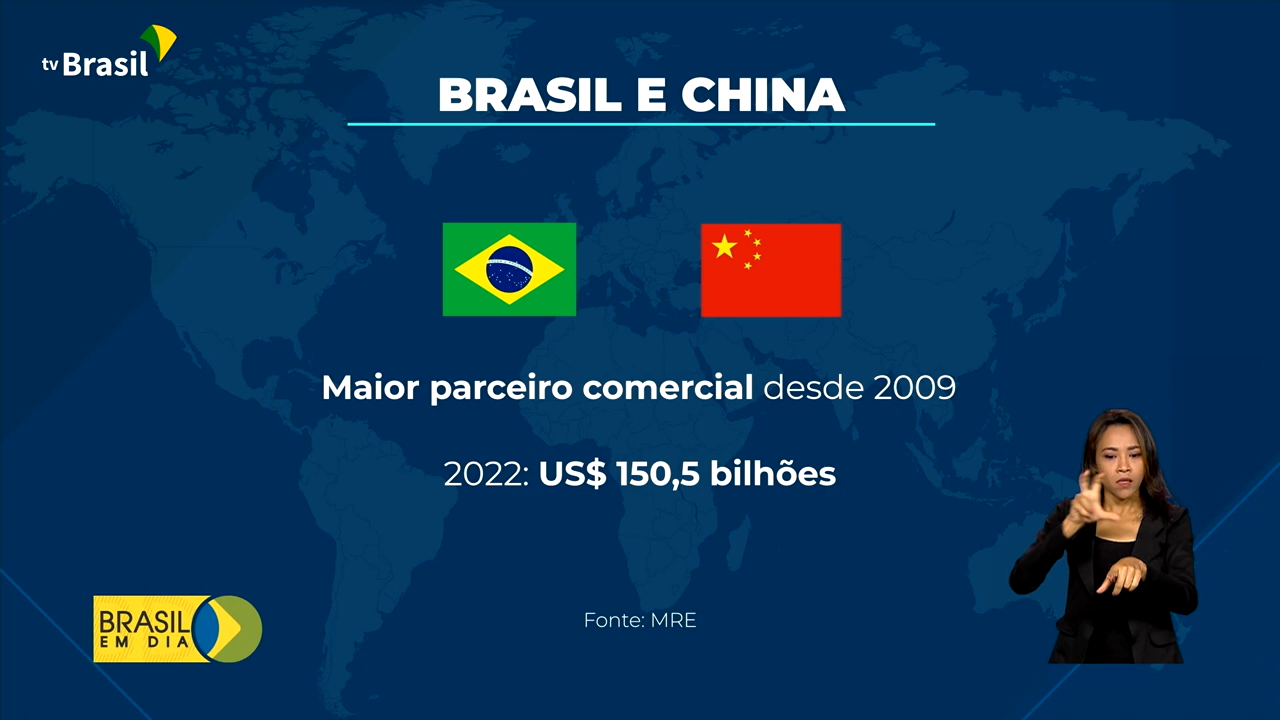 tv Brasil
BRASIL E CHINA
Maior parceiro comercial desde 2009
2022: US$ 150,5 bilhões
BRASIL
EM DIA
Fonte: MRE